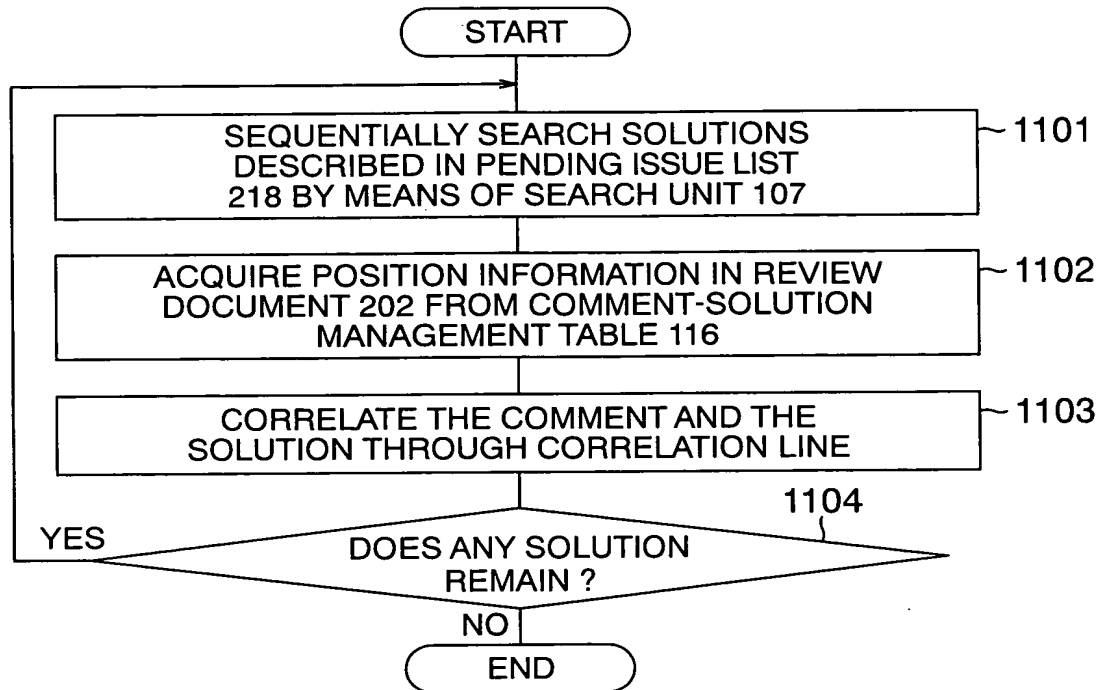 START
SEQUENTIALLY SEARCH SOLUTIONS
DESCRIBED IN PENDING ISSUE LIST
218 BY MEANS OF SEARCH UNIT 107
1101
ACQUIRE POSITION INFORMATION IN REVIEW
DOCUMENT 202 FROM COMMENT-SOLUTION
MANAGEMENT TABLE 116
1102
CORRELATE THE COMMENT AND THE
SOLUTION THROUGH CORRELATION LINE
1103
1104
YES
DOES ANY SOLUTION
REMAIN ?
NO
END